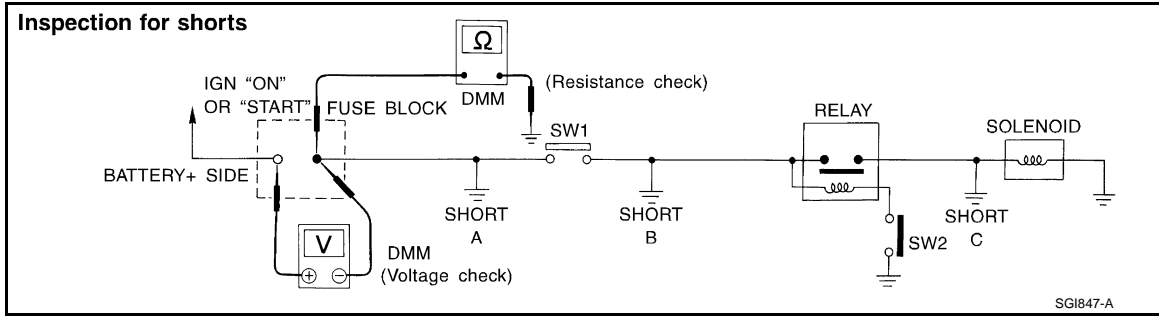 Inspection for shorts
IGN “ON”
OR “START”
FUSE BLOCK
BATTERY+ SIDE
Ω
DMM
(Resistance check)
SW1
RELAY
SOLENOID
SHORT
A
SHORT
B
SHORT
C
SW2
V
+ −
DMM
(Voltage check)
SGI847-A